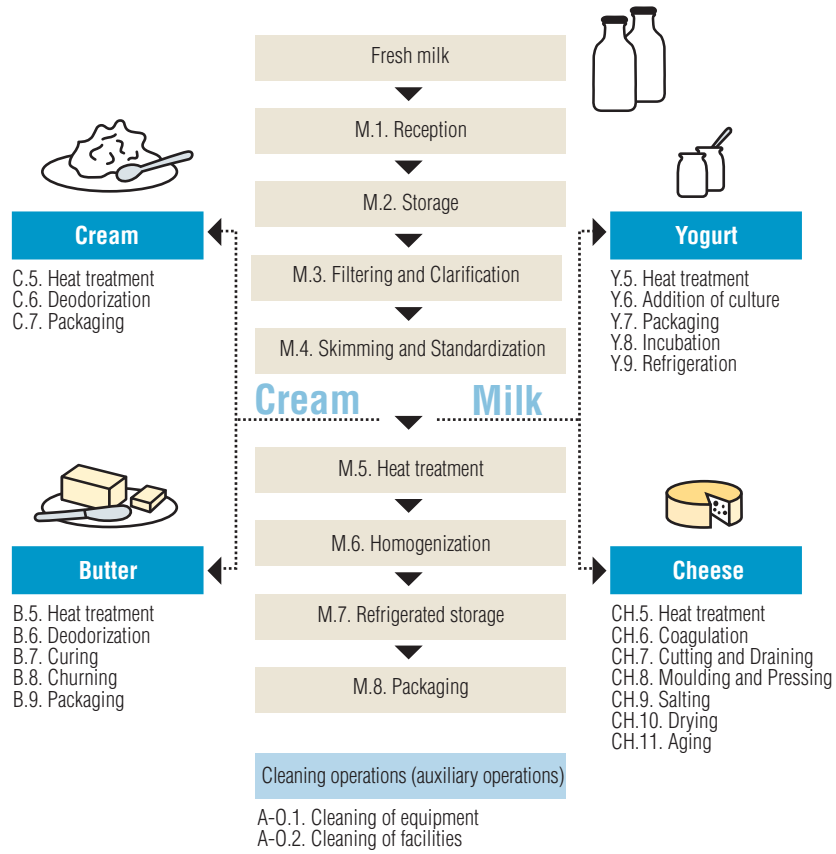 Fresh milk
M.1. Reception
M.2. Storage
M.3. Filtering and Clarification
M.4. Skimming and Standardization
Cream
C.5. Heat treatment
C.6. Deodorization
C.7. Packaging
Yogurt
Y.5. Heat treatment
Y.6. Addition of culture
Y.7. Packaging
Y.8. Incubation
Y.9. Refrigeration
Cream
Milk
M.5. Heat treatment
M.6. Homogenization
M.7. Refrigerated storage
M.8. Packaging
Butter
B.5. Heat treatment
B.6. Deodorization
B.7. Curing
B.8. Churning
B.9. Packaging
Cheese
CH.5. Heat treatment
CH.6. Coagulation
CH.7. Cutting and Draining
CH.8. Moulding and Pressing
CH.9. Salting
CH.10. Drying
CH.11. Aging
Cleaning operations (auxiliary operations)
A-O.1. Cleaning of equipment
A-O.2. Cleaning of facilities